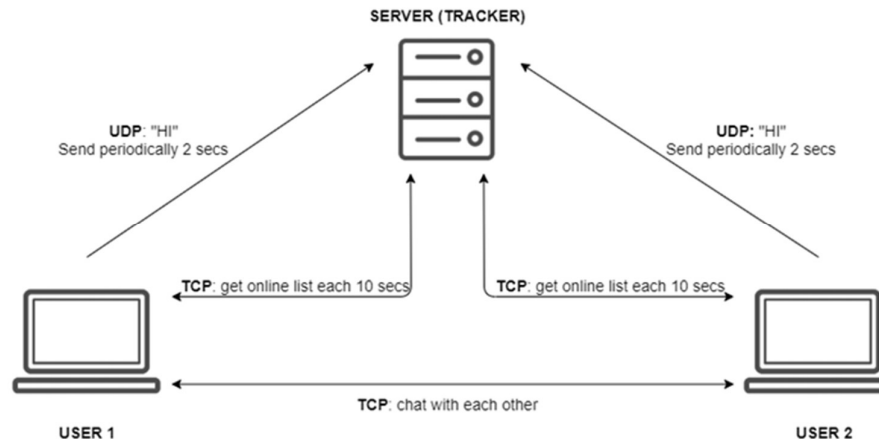 SERVER (TRACKER)
UDP: "HI"
Send periodically 2 secs
UDP: "HI"
Send periodically 2 secs
TCP: get online list each 10 secs
TCP: get online list each 10 secs
TCP: chat with each other
USER 1
USER 2